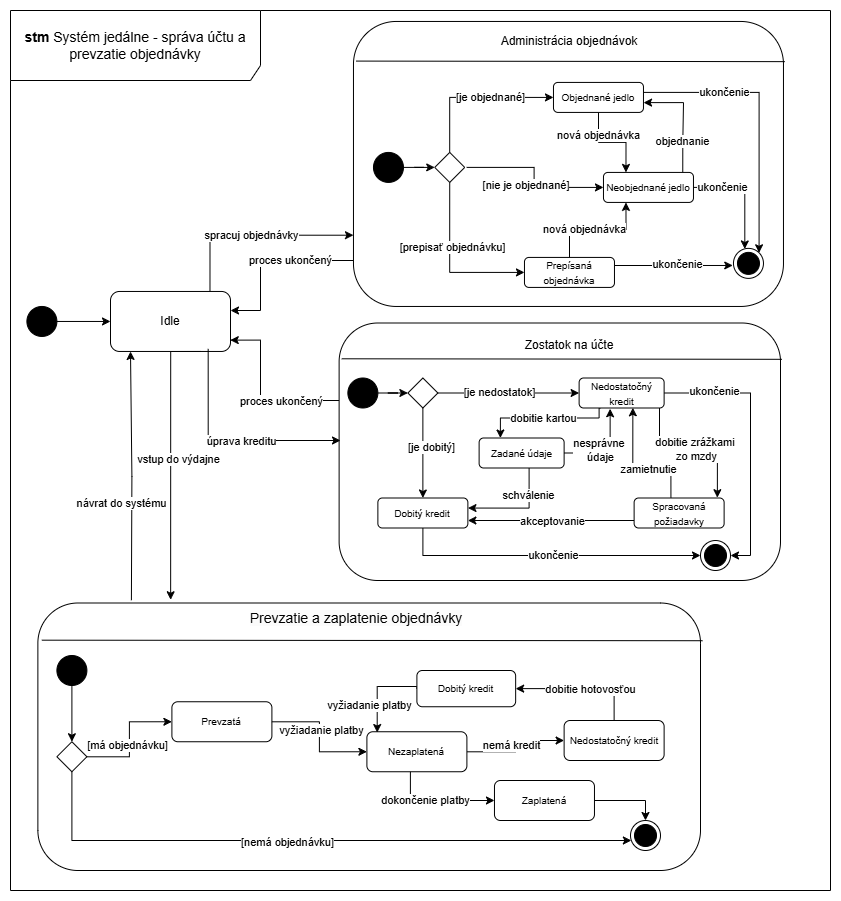 stm Systém jedálne - správa účtu a
prevzatie objednávky
Administrácia objednávok
[je objednané]
Objednané jedlo
ukončenie
nová objednávka
objednanie
[nie je objednané]
Neobjednané jedlo
ukončenie
nová objednávka
[prepisať objednávku]
Prepísaná
objednávka
ukončenie
spracuj objednávky
proces ukončený
Idle
Zostatok na účte
proces ukončený
úprava kreditu
[je nedostatok]
Nedostatočný
kredit
ukončenie
dobitie kartou
[je dobitý]
Zadané údaje
nesprávne
údaje
dobitie zrážkami
zo mzdy
zamietnutie
schválenie
Dobitý kredit
akceptovanie
Spracovaná
požiadavky
ukončenie
vstup do výdajne
návrat do systému
Prevzatie a zaplatenie objednávky
Dobitý kredit
dobitie hotovosťou
vyžiadanie platby
[má objednávku]
Prevzatá
vyžiadanie platby
Nezaplatená
nemá kredit
Nedostatočný kredit
dokončenie platby
Zaplatená
[nemá objednávku]